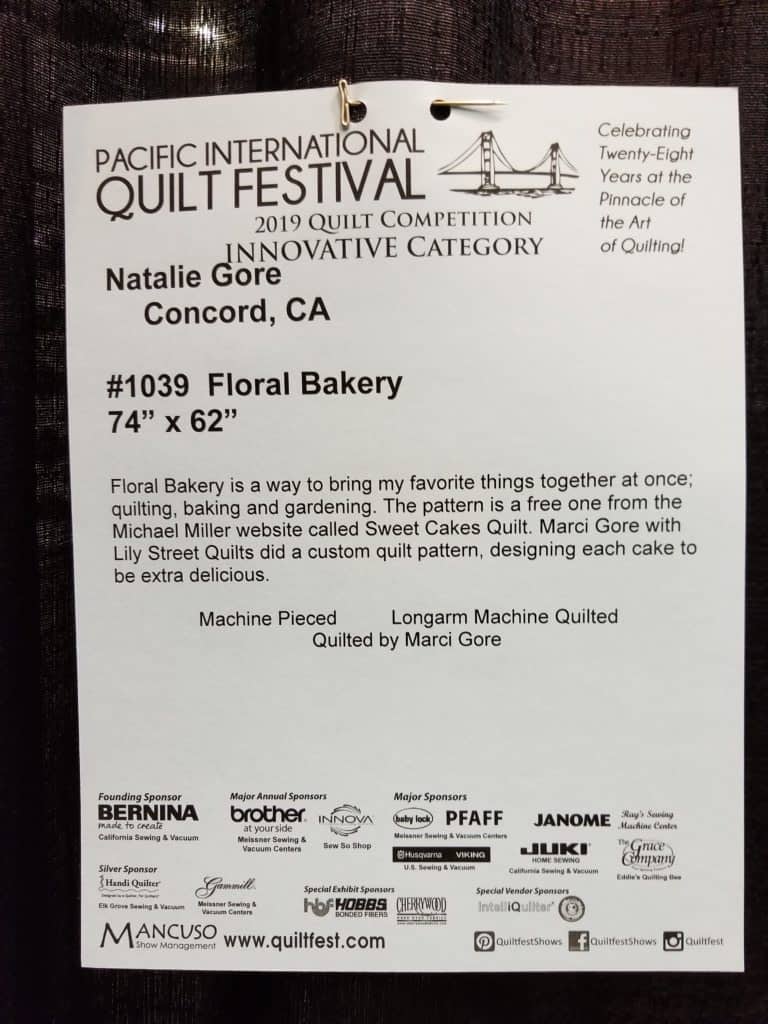 PACIFIC INTERNATIONAL
QUILT FESTIVAL
Celebrating
Twenty-Eight
Years at the
Pinnacle of
the Art
of Quilting!
2019 QUILT COMPETITION
INNOVATIVE CATEGORY
Natalie Gore
Concord, CA
#1039 Floral Bakery
74” x 62”
Floral Bakery is a way to bring my favorite things together at once;
quilting, baking and gardening. The pattern is a free one from the
Michael Miller website called Sweet Cakes Quilt. Marci Gore with
Lily Street Quilts did a custom quilt pattern, designing each cake to
be extra delicious.
Machine Pieced Longarm Machine Quilted
Quilted by Marci Gore
Founding Sponsor
BERNINA
made to create
California Sewing & Vacuum
Major Annual Sponsors
brother
at your side
Meissner Sewing &
Vacuum Centers
INNOVA
Sew So Shop
Major Sponsors
baby lock PFAFF
Meissner Sewing & Vacuum Centers
Husqvarna VIKING
U.S. Sewing & Vacuum
JANOME
JUKI
HOME SEWING
California Sewing & Vacuum
Ray's Sewing
Machine Center
The Grace
Company
Eddie's Quilting Bee
Silver Sponsor
Handi Quilter
Designed by a Quilter, for Quilters
Elk Grove Sewing & Vacuum
Gammill
Meissner Sewing &
Vacuum Centers
Special Exhibit Sponsors
hbf HOBBS
BONDED FIBERS
CHERRYWOOD
Special Vendor Sponsors
IntelliQuilter
MANCUSO
Show Management
www.quiltfest.com
QuiltfestShows
QuiltfestShows
Quiltfest